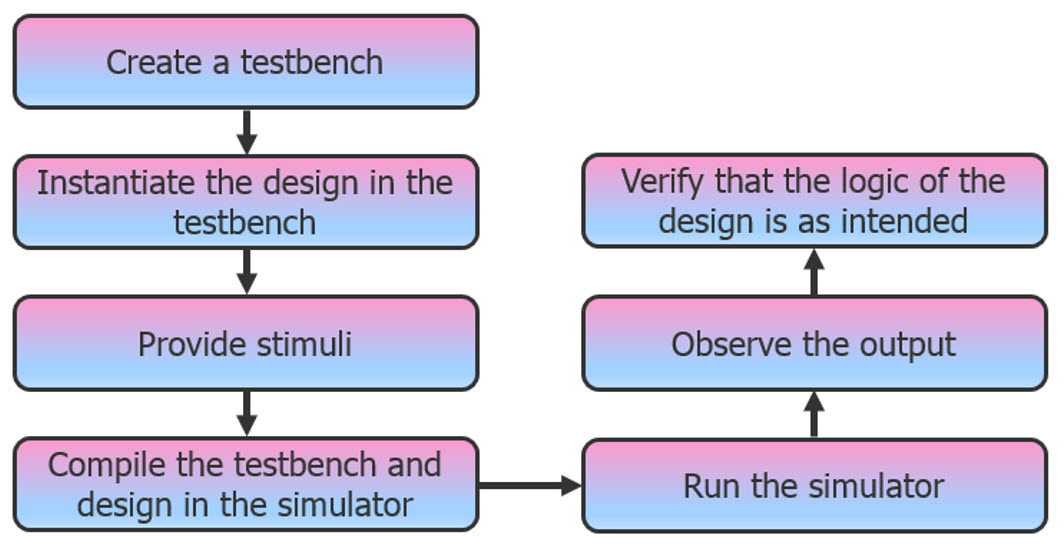 Create a testbench
Instantiate the design in the
testbench
Provide stimuli
Compile the testbench and
design in the simulator
Run the simulator
Observe the output
Verify that the logic of the
design is as intended